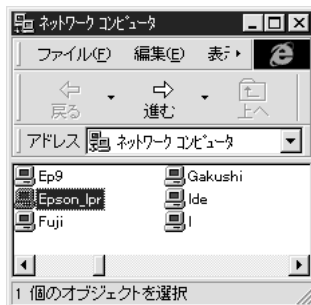 ネットワーク コンピュータ
ファイル(F) 編集(E) 表示
戻る 進む 上へ
アドレス ネットワーク コンピュータ
Ep9 Gakushi
Epson_lpr Ide
Fuji I
1 個のオブジェクトを選択